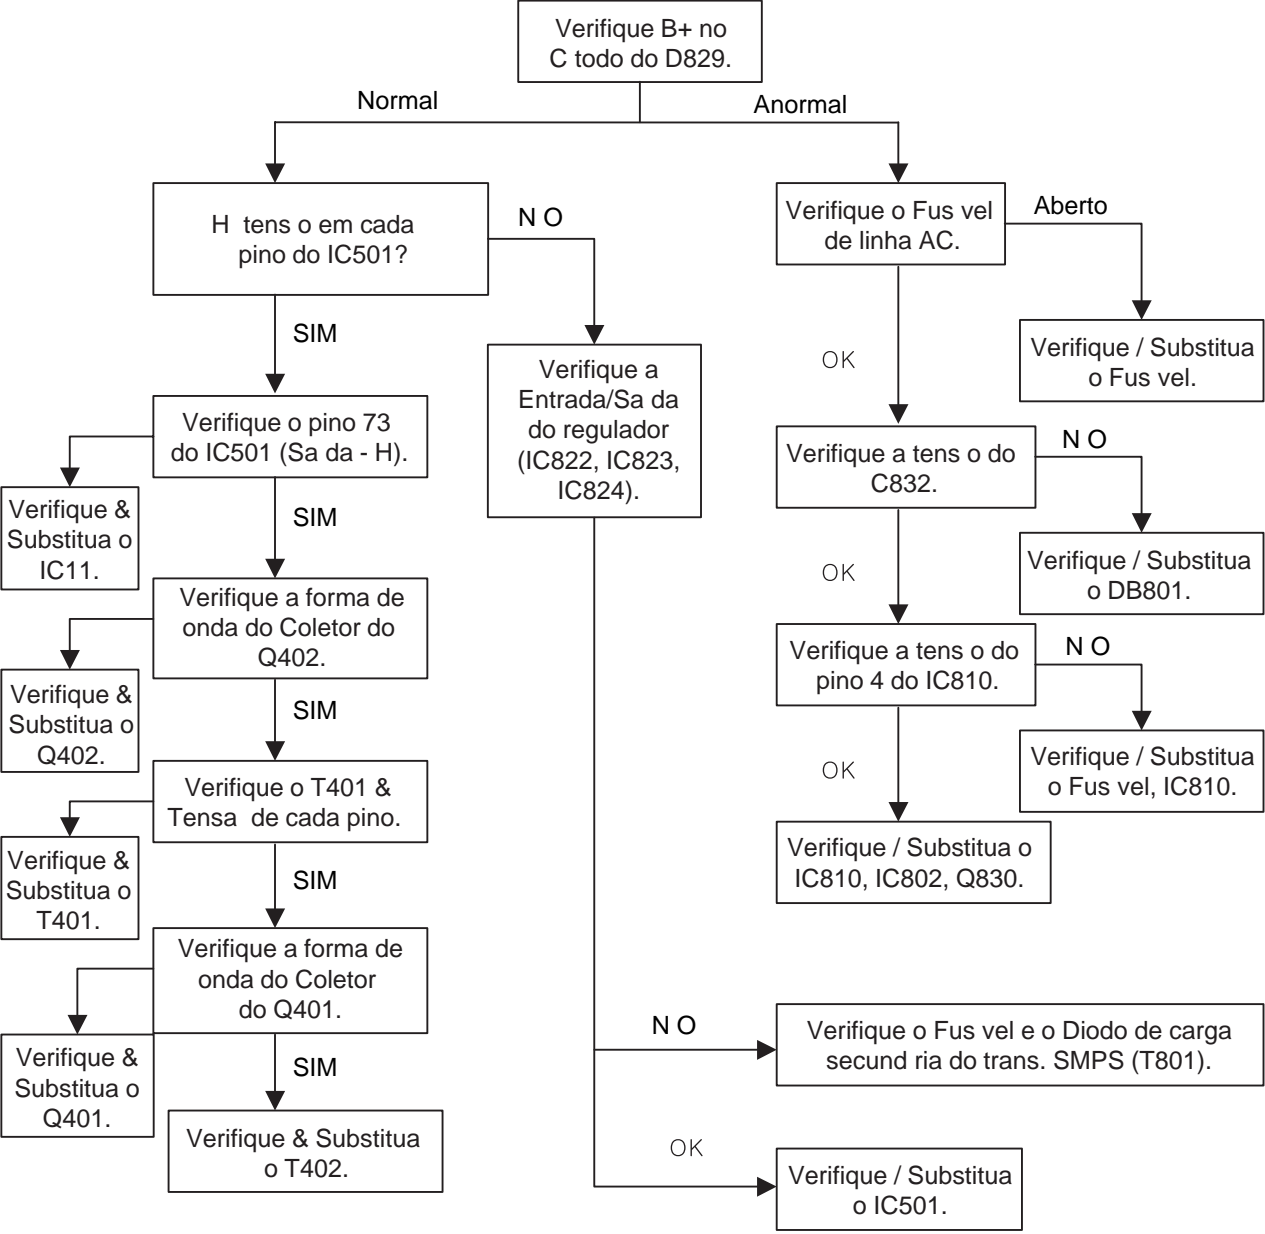 Verifique B+ no
C todo do D829.
Normal
Anormal
H  tens o em cada
pino do IC501?
N O
Verifique o Fus vel
de linha AC.
Aberto
SIM
Verifique / Substitua
o Fus vel.
Verifique a
Entrada/Sa da
do regulador
(IC822, IC823,
IC824).
OK
Verifique o pino 73
do IC501 (Sa da - H).
Verifique a tens o do
C832.
N O
Verifique &
Substitua o
IC11.
SIM
Verifique / Substitua
o DB801.
OK
Verifique a forma de
onda do Coletor do
Q402.
Verifique a tens o do
pino 4 do IC810.
N O
Verifique &
Substitua o
Q402.
SIM
Verifique / Substitua
o Fus vel, IC810.
OK
Verifique o T401 &
Tensa  de cada pino.
Verifique &
Substitua o
T401.
SIM
Verifique / Substitua o
IC810, IC802, Q830.
Verifique a forma de
onda do Coletor
do Q401.
N O
Verifique o Fus vel e o Diodo de carga
secund ria do trans. SMPS (T801).
Verifique &
Substitua o
Q401.
SIM
Verifique & Substitua
o T402.
OK
Verifique / Substitua
o IC501.